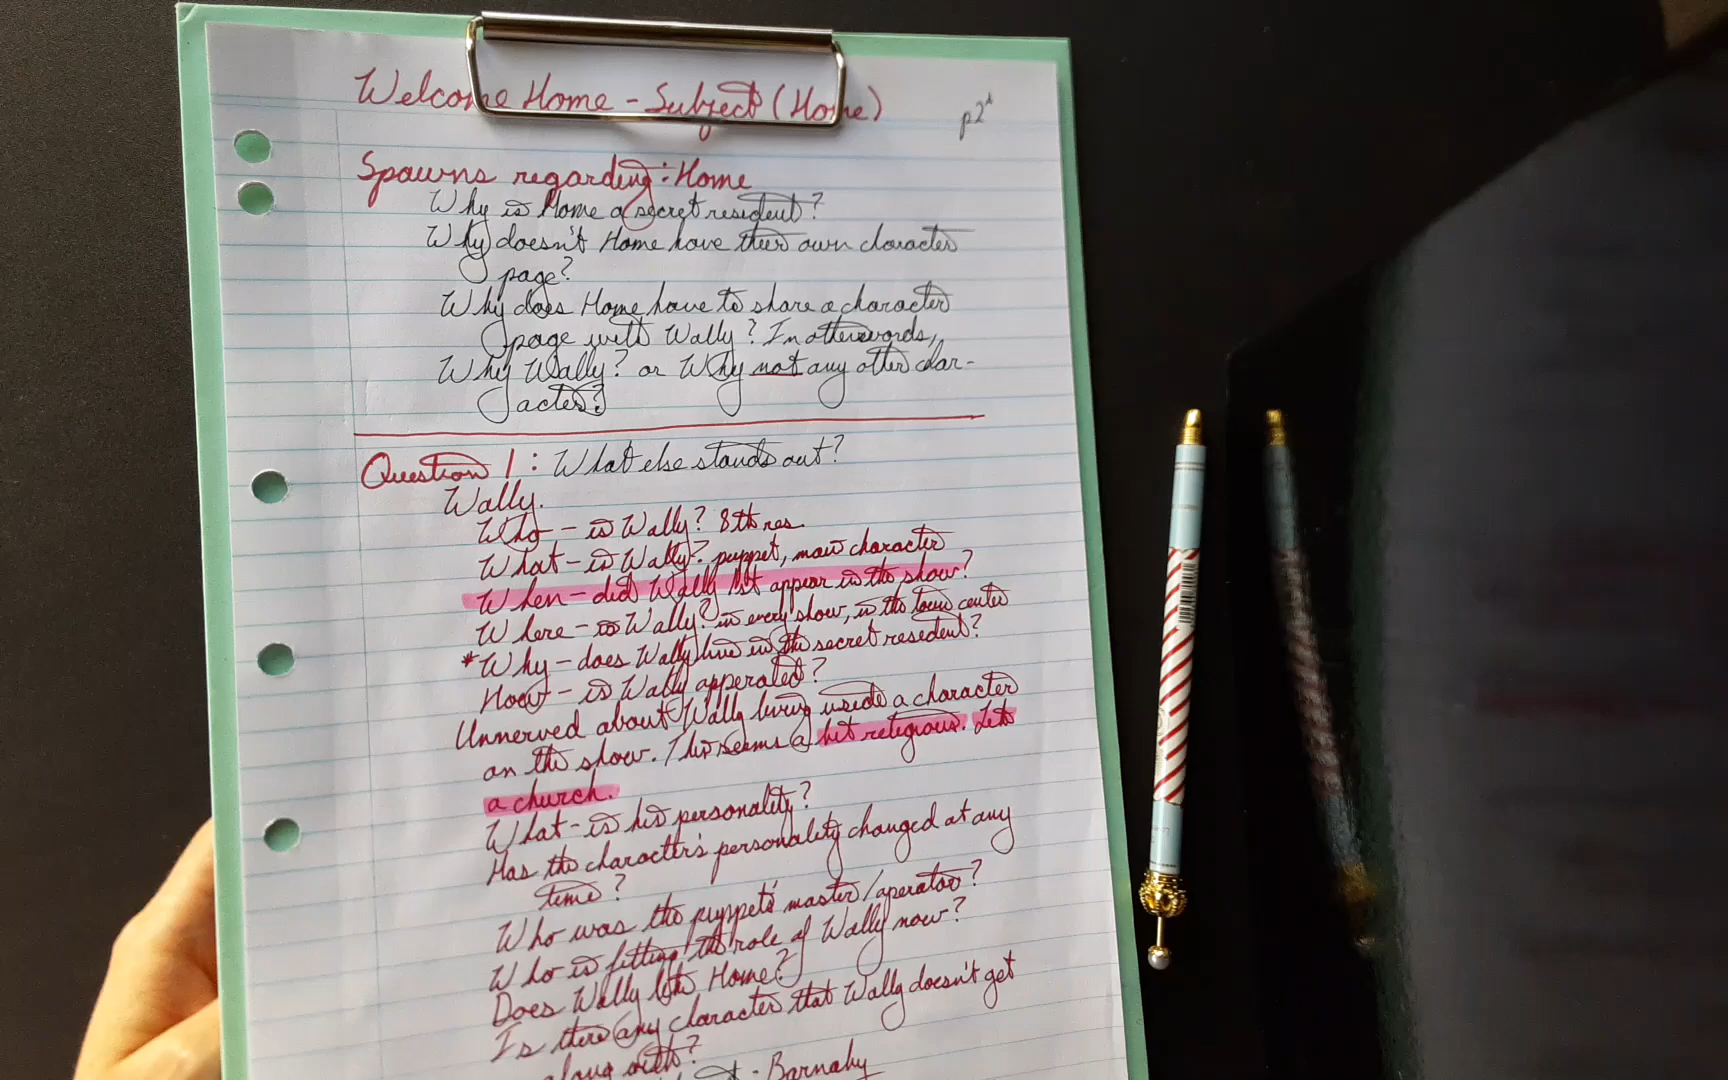 Welcome Home - Subject (Home)
p2*
Spawns regarding: Home
Why is Home a secret resident?
Why doesn't Home have their own character
page?
Why does Home have to share a character
page with Wally? In otherwords,
Why Wally? or Why not any other char-
acter?
Question 1: What else stands out?
Wally.
Who - is Wally? 8th res.
What - is Wally? puppet, main character
When - did Wally 1st appear in the show?
Where - is Wally? in every show, in the town center
*Why - does Wally live in the secret resedent?
How - is Wally apperated?
Unnerved about Wally living inside a character
on the show. This seems a bit religious. Like
a church.
What - is his personality?
Has the character's personality changed at any
time?
Who was the puppet's master/operator?
Who is fitting the role of Wally now?
Does Wally like Home?
Is there any character that Wally doesn't get
along with?
- Barnaby